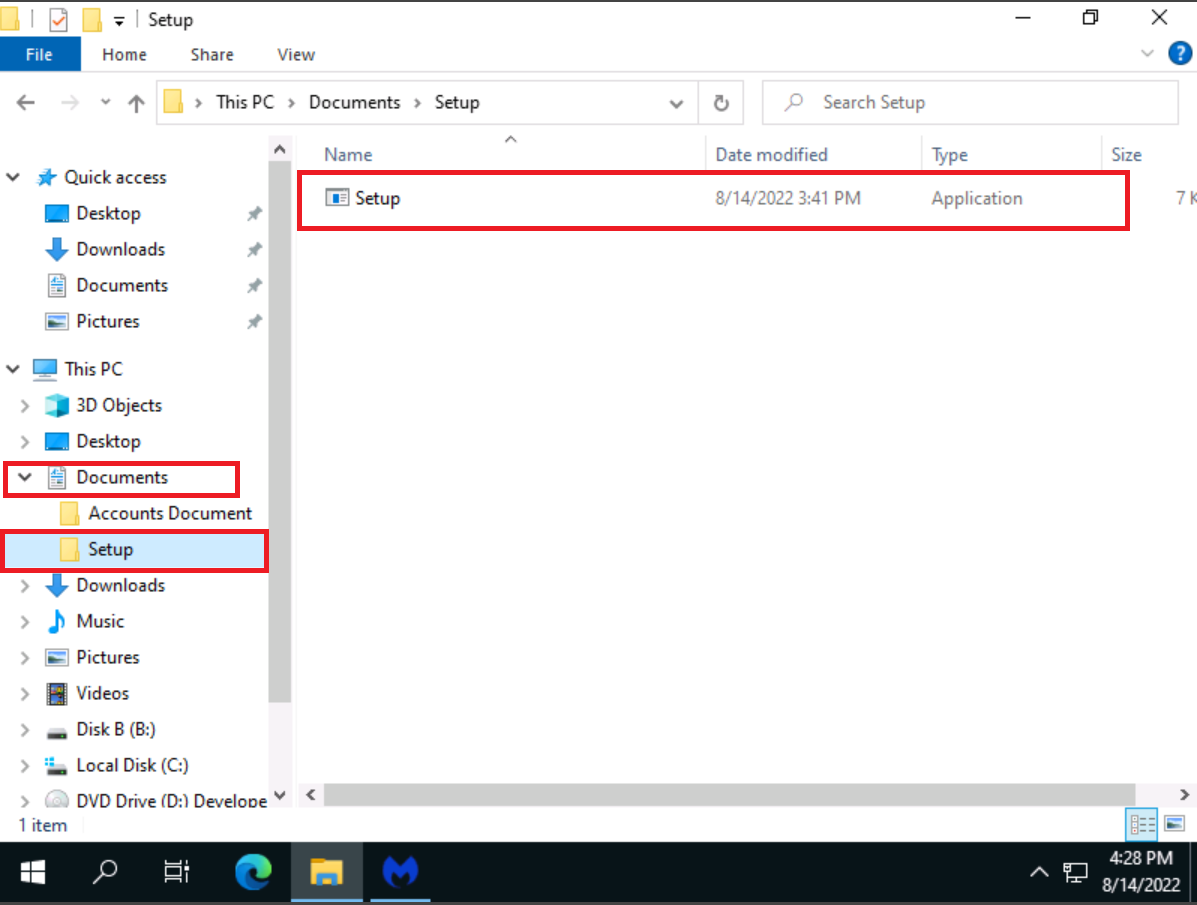 Setup
File Home Share View
?
This PC Documents Setup
Search Setup
Name Date modified Type Size
Setup 8/14/2022 3:41 PM Application 7 K
Quick access
Desktop
Downloads
Documents
Pictures
This PC
3D Objects
Desktop
Documents
Accounts Document
Setup
Downloads
Music
Pictures
Videos
Disk B (B:)
Local Disk (C:)
DVD Drive (D:) Develope
1 item
4:28 PM
8/14/2022